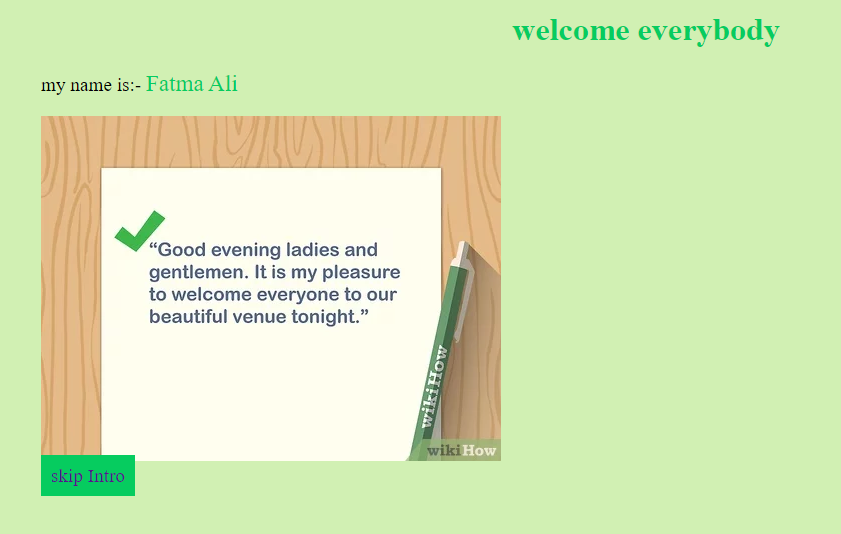 welcome everybody
my name is:- Fatma Ali
“Good evening ladies and
gentlemen. It is my pleasure
to welcome everyone to our
beautiful venue tonight.”
wikiHow
wikiHow
skip Intro